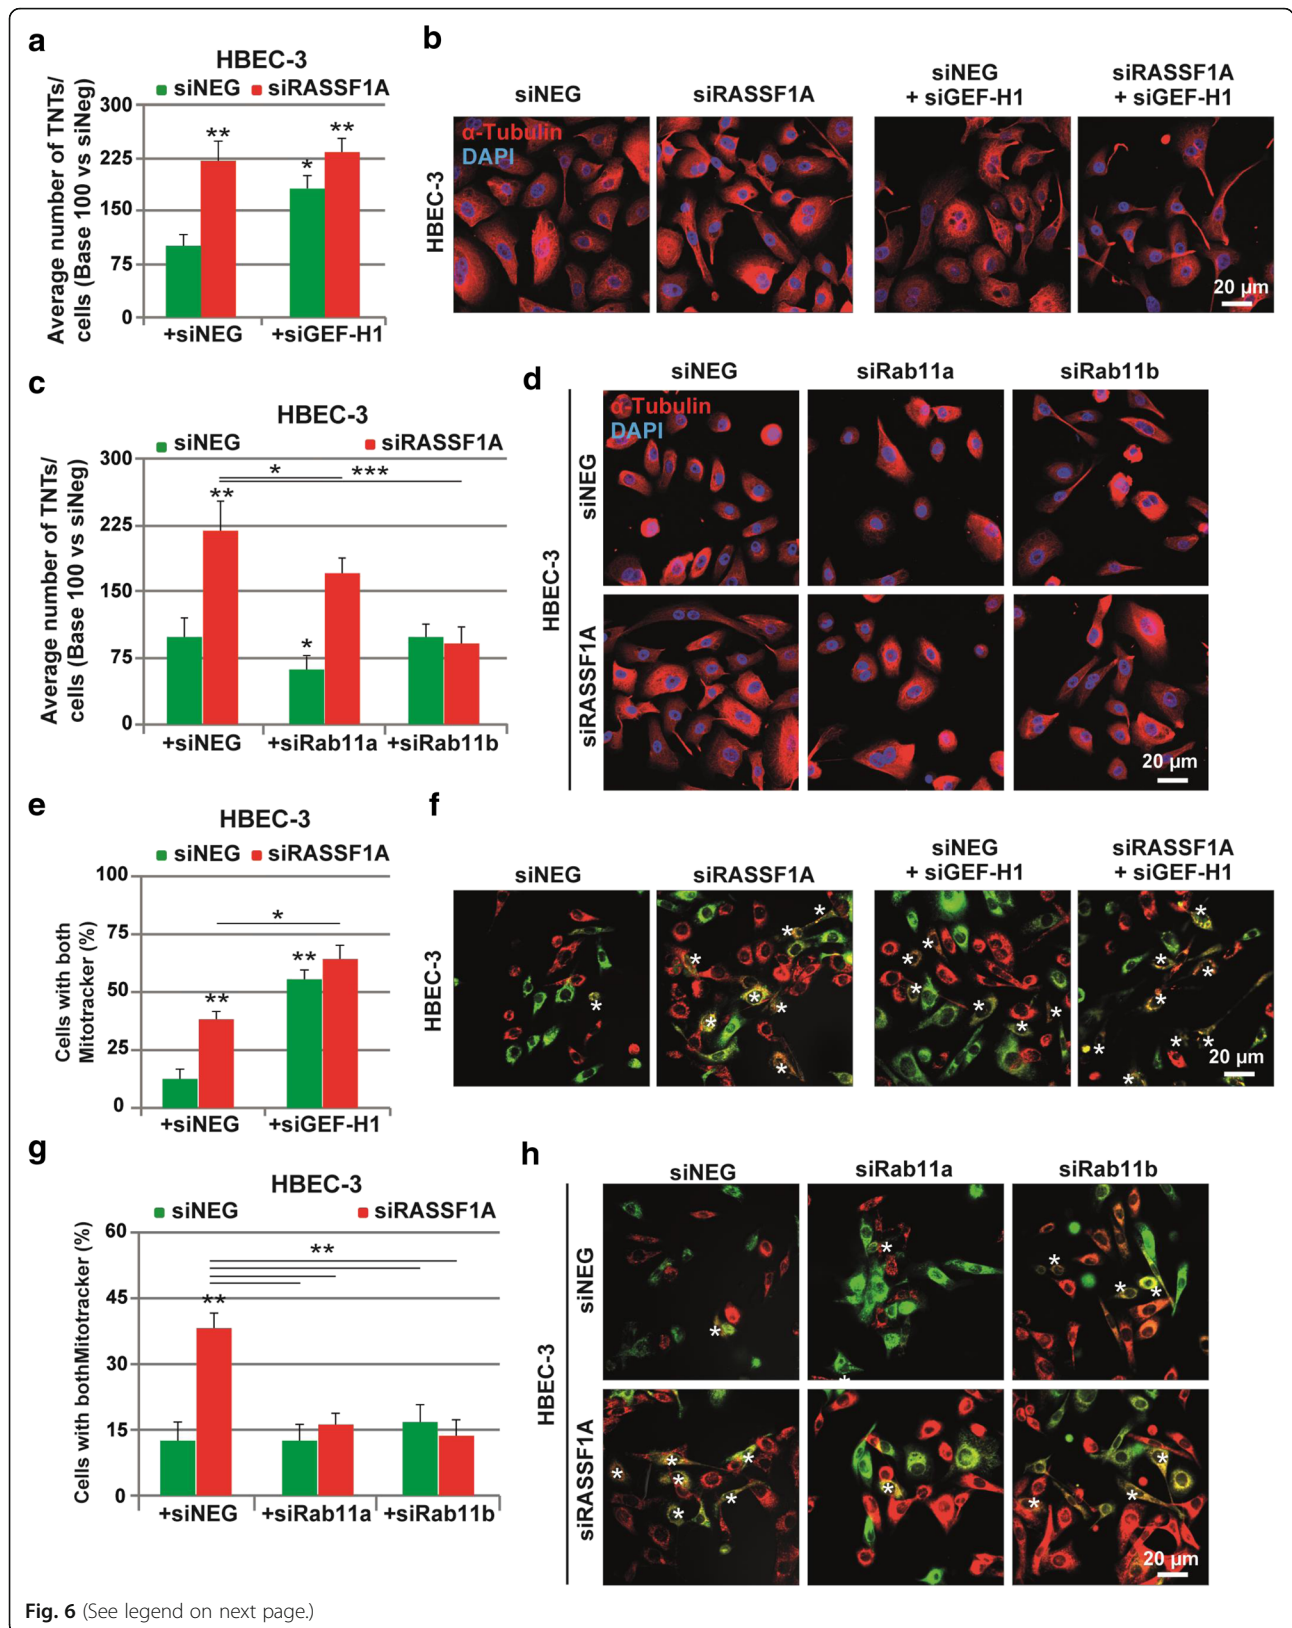 a
HBEC-3
siNEG siRASSF1A
Average number of TNTs/
cells (Base 100 vs siNeg)
300
225
150
75
0
**
*
**
+siNEG +siGEF-H1
b
siNEG siRASSF1A siNEG + siGEF-H1 siRASSF1A + siGEF-H1
HBEC-3
α-Tubulin
DAPI
20 µm
c
HBEC-3
siNEG siRASSF1A
Average number of TNTs/
cells (Base 100 vs siNeg)
300
225
150
75
0
* ***
**
*
+siNEG +siRab11a +siRab11b
d
siNEG siRab11a siRab11b
HBEC-3
siNEG
siRASSF1A
α-Tubulin
DAPI
20 µm
e
HBEC-3
siNEG siRASSF1A
Cells with both
Mitotracker (%)
100
75
50
25
0
*
**
**
+siNEG +siGEF-H1
f
siNEG siRASSF1A siNEG + siGEF-H1 siRASSF1A + siGEF-H1
HBEC-3
20 µm
g
HBEC-3
siNEG siRASSF1A
Cells with bothMitotracker (%)
60
45
30
15
0
**
**
+siNEG +siRab11a +siRab11b
h
siNEG siRab11a siRab11b
HBEC-3
siNEG
siRASSF1A
20 µm
Fig. 6 (See legend on next page.)